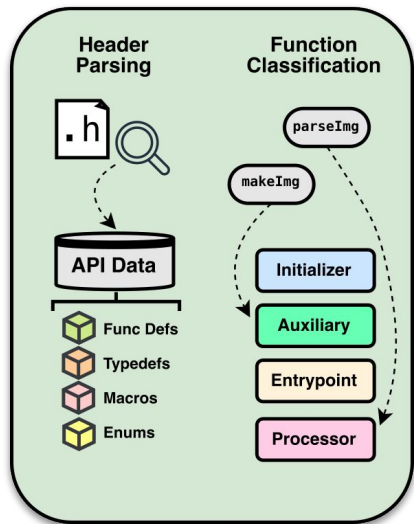 Header
Parsing
.h
API Data
Func Defs
Typedefs
Macros
Enums
Function
Classification
parseImg
makeImg
Initializer
Auxiliary
Entrypoint
Processor